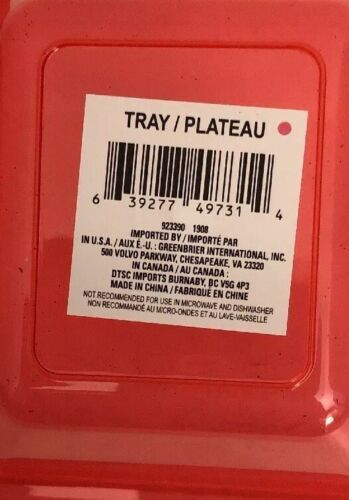 TRAY / PLATEAU
6 39277 49731 4
923390 1908
IMPORTED BY / IMPORTÉ PAR
IN U.S.A. / AUX É.-U. : GREENBRIER INTERNATIONAL, INC.
500 VOLVO PARKWAY, CHESAPEAKE, VA 23320
IN CANADA / AU CANADA :
DTSC IMPORTS BURNABY, BC V5G 4P3
MADE IN CHINA / FABRIQUÉ EN CHINE
NOT RECOMMENDED FOR USE IN MICROWAVE AND DISHWASHER
NON RECOMMANDÉ AU MICRO-ONDES ET AU LAVE-VAISSELLE